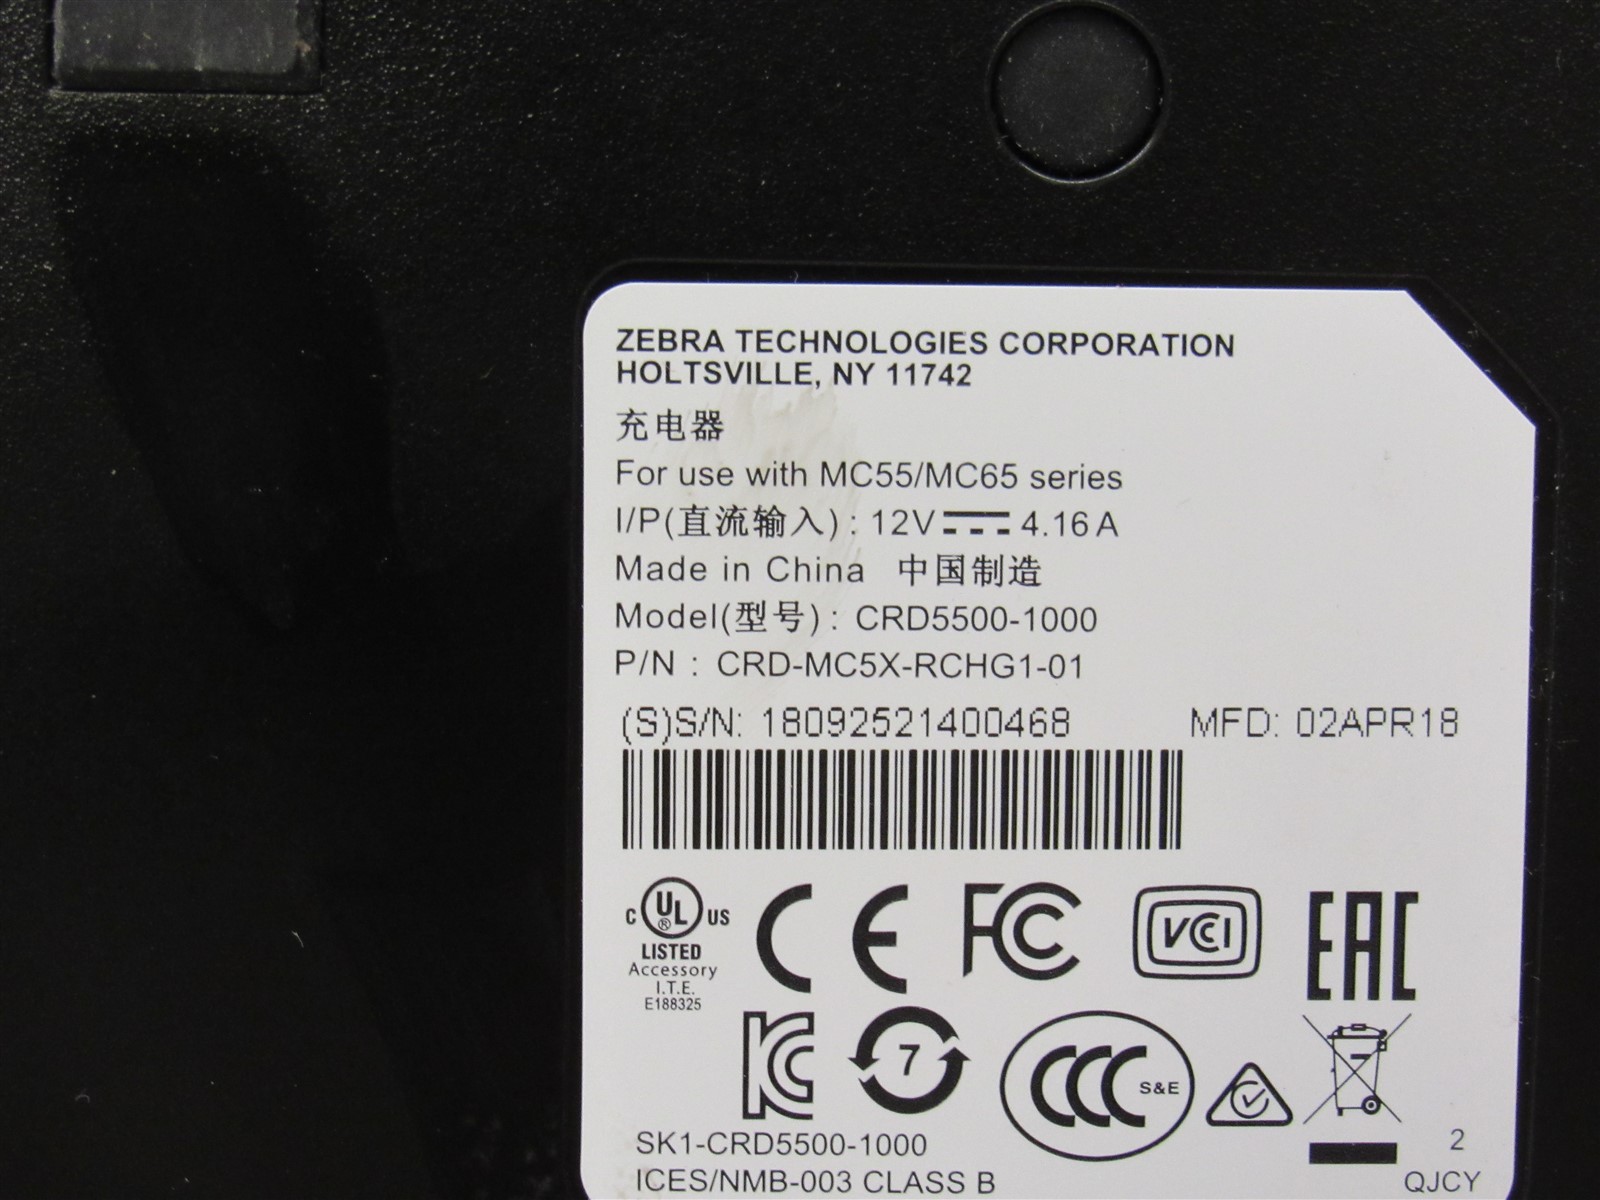 ZEBRA TECHNOLOGIES CORPORATION
HOLTSVILLE, NY 11742
充电器
For use with MC55/MC65 series
I/P(直流输入) : 12V⎓4.16A
Made in China 中国制造
Model(型号) : CRD5500-1000
P/N : CRD-MC5X-RCHG1-01
(S)S/N: 18092521400468 MFD: 02APR18
C UL ® US
LISTED
Accessory
I.T.E.
E188325
CE FC VCCI EAC
KC 7 CCC S&E
SK1-CRD5500-1000 2
ICES/NMB-003 CLASS B QJCY